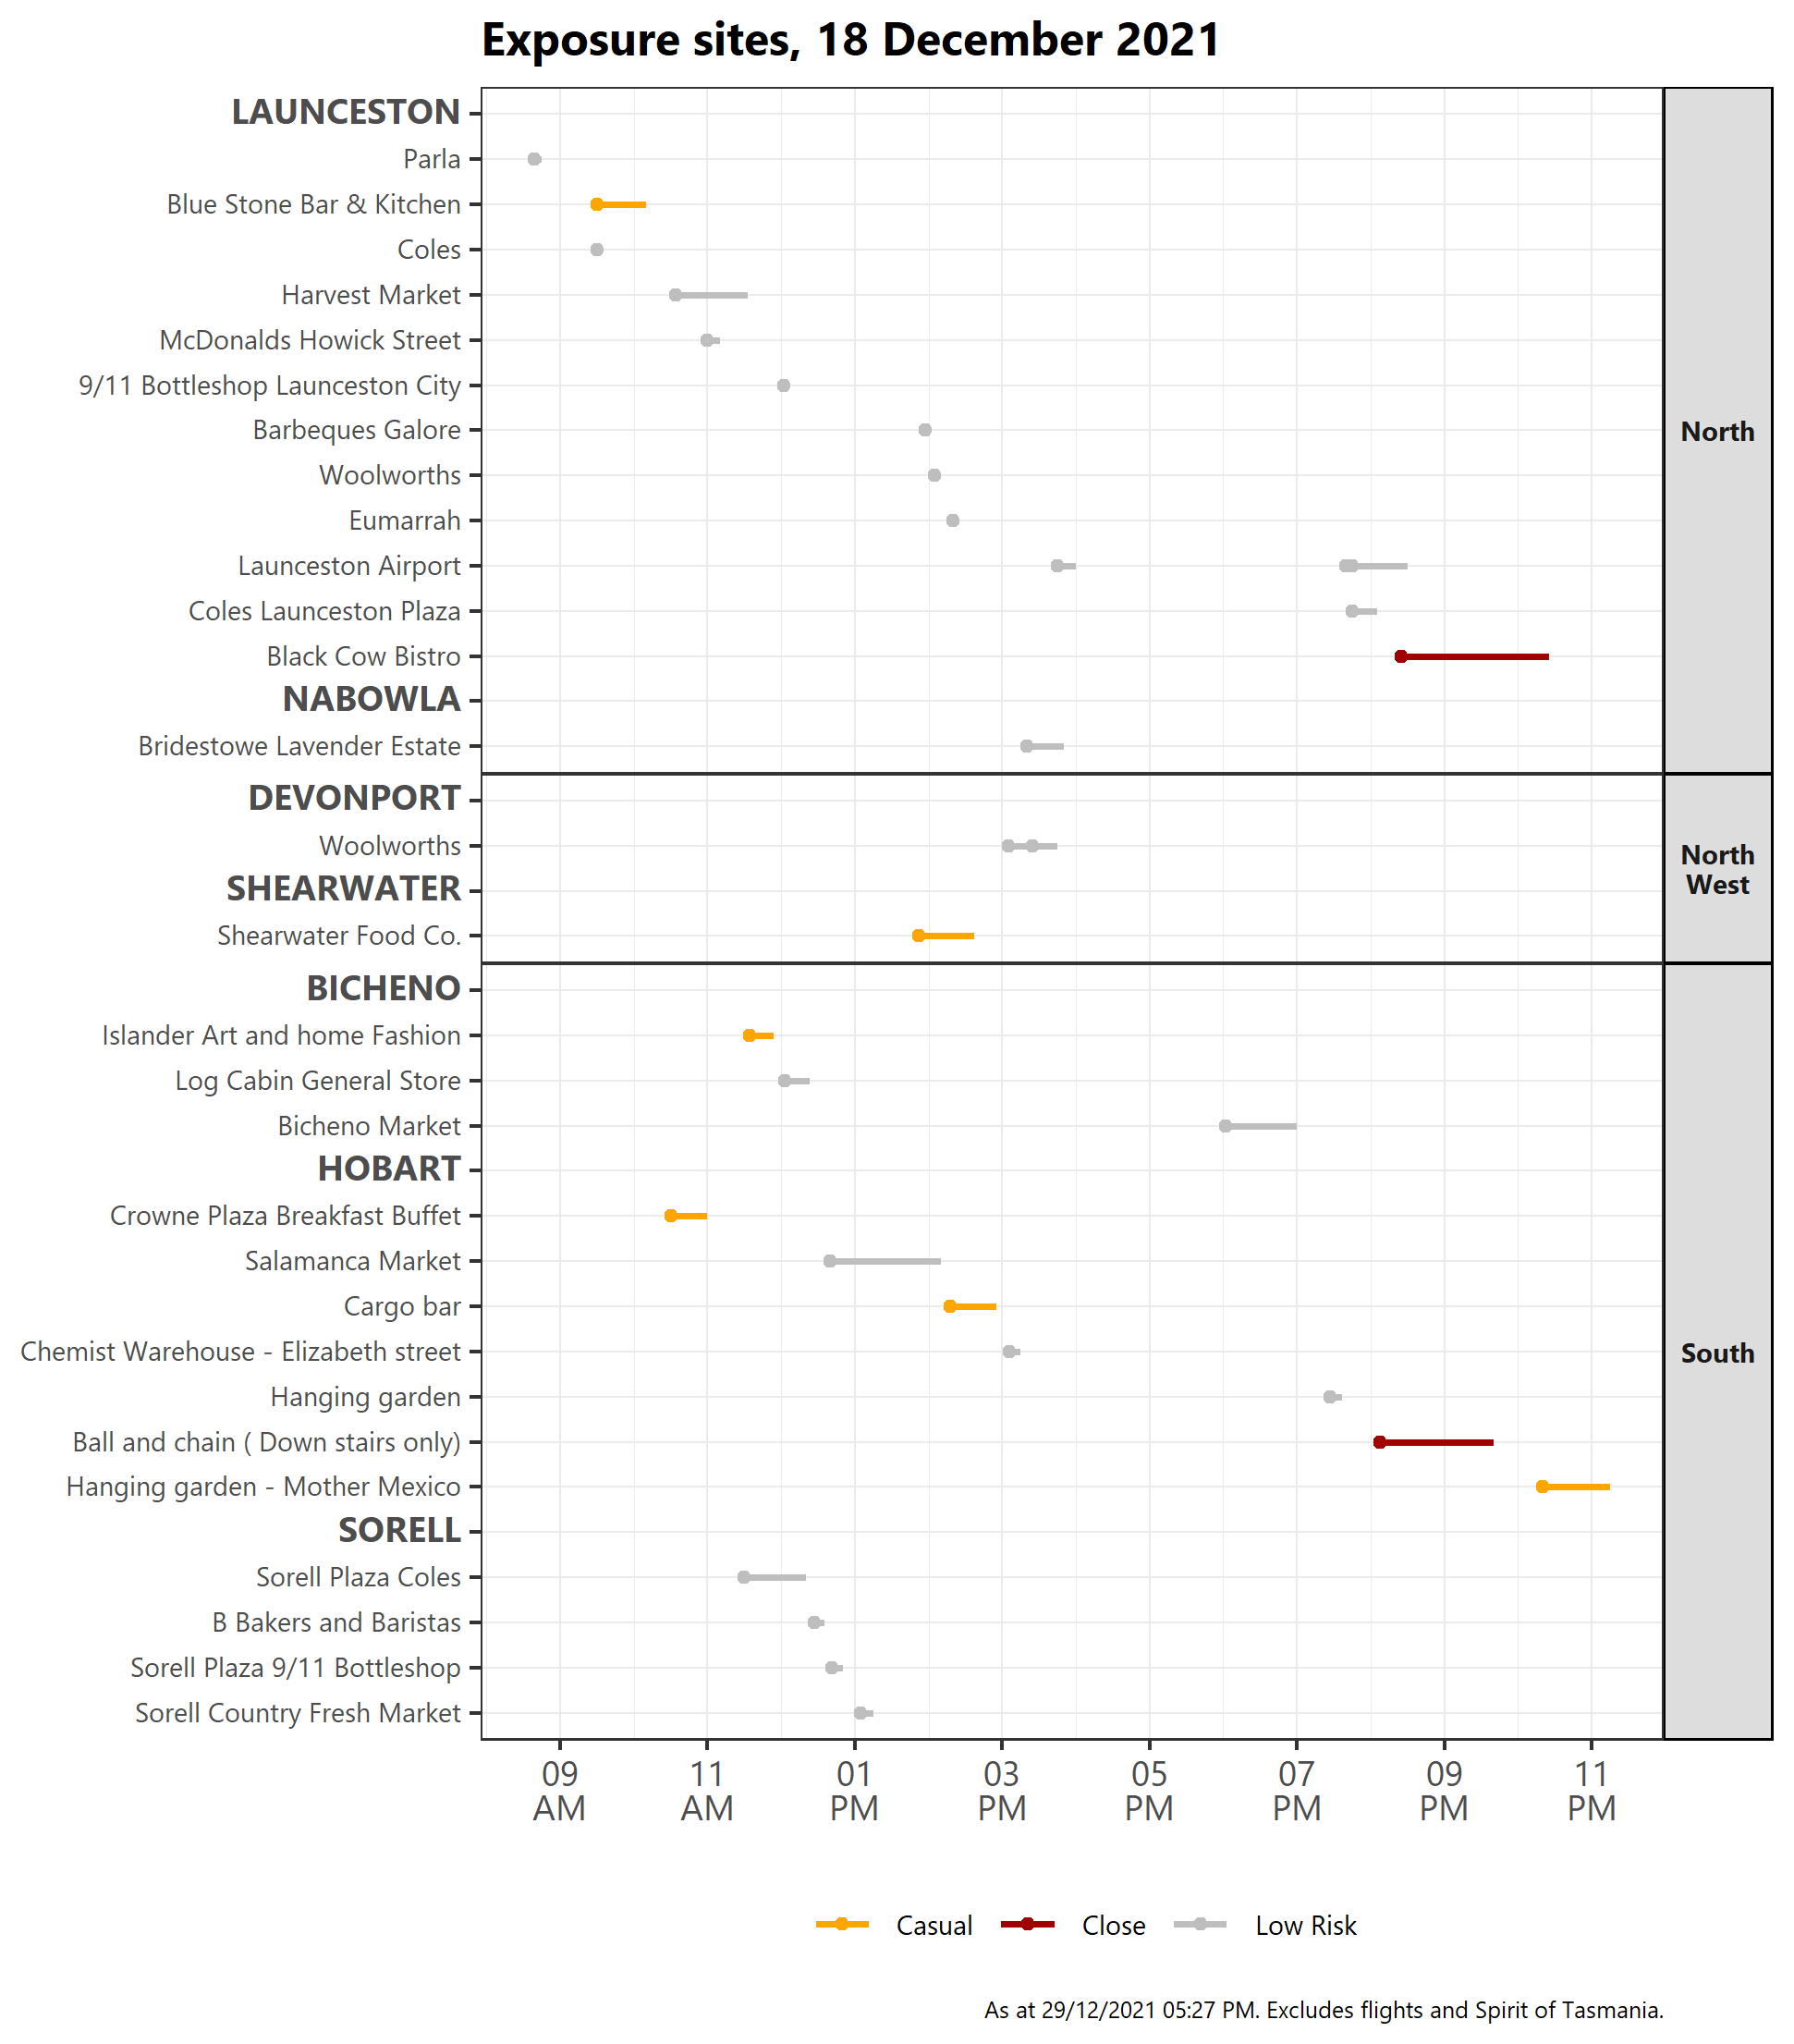 Exposure sites, 18 December 2021
LAUNCESTON
Parla
Blue Stone Bar & Kitchen
Coles
Harvest Market
McDonalds Howick Street
9/11 Bottleshop Launceston City
Barbeques Galore
Woolworths
Eumarrah
Launceston Airport
Coles Launceston Plaza
Black Cow Bistro
NABOWLA
Bridestowe Lavender Estate
North
DEVONPORT
Woolworths
SHEARWATER
Shearwater Food Co.
North
West
BICHENO
Islander Art and home Fashion
Log Cabin General Store
Bicheno Market
HOBART
Crowne Plaza Breakfast Buffet
Salamanca Market
Cargo bar
Chemist Warehouse - Elizabeth street
Hanging garden
Ball and chain ( Down stairs only)
Hanging garden - Mother Mexico
SORELL
Sorell Plaza Coles
B Bakers and Baristas
Sorell Plaza 9/11 Bottleshop
Sorell Country Fresh Market
South
09 11 01 03 05 07 09 11
AM AM PM PM PM PM PM PM
Casual Close Low Risk
As at 29/12/2021 05:27 PM. Excludes flights and Spirit of Tasmania.